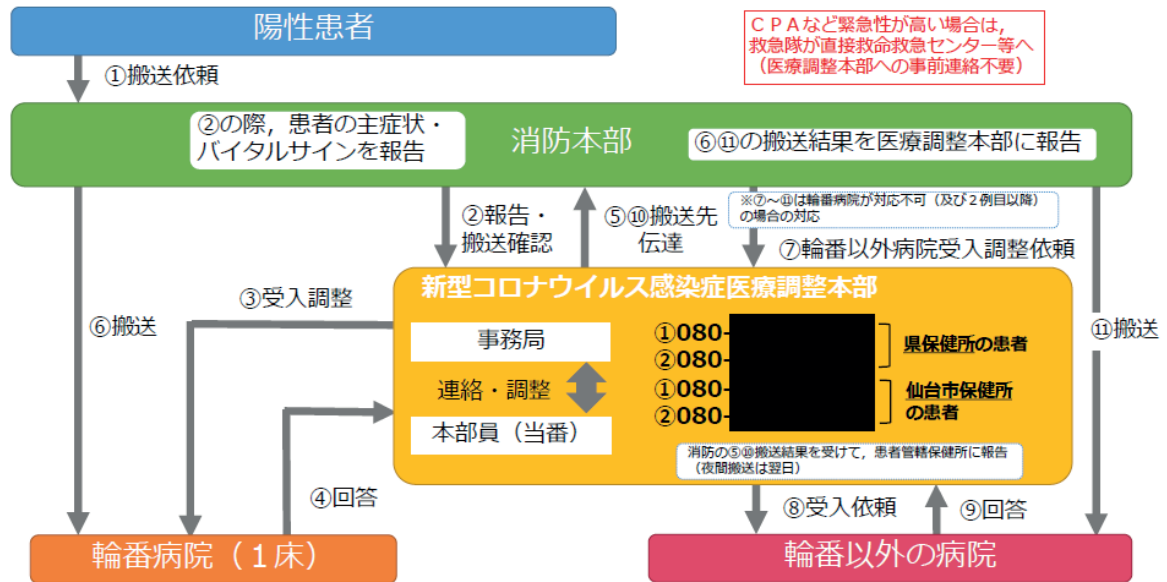 陽性患者
ＣＰＡなど緊急性が高い場合は，
救急隊が直接救命救急センター等へ
（医療調整本部への事前連絡不要）
①搬送依頼
②の際，患者の主症状・
バイタルサインを報告
消防本部
⑥⑪の搬送結果を医療調整本部に報告
②報告・
搬送確認
⑤⑩搬送先
伝達
※⑦～⑪は輪番病院が対応不可（及び２例目以降）
の場合の対応
⑦輪番以外病院受入調整依頼
新型コロナウイルス感染症医療調整本部
③受入調整
⑥搬送
⑪搬送
事務局
連絡・調整
本部員（当番）
①080-
②080-
県保健所の患者
①080-
②080-
仙台市保健所
の患者
消防の⑤⑩搬送結果を受けて，患者管轄保健所に報告
（夜間搬送は翌日）
④回答
⑧受入依頼
⑨回答
輪番病院（１床）
輪番以外の病院